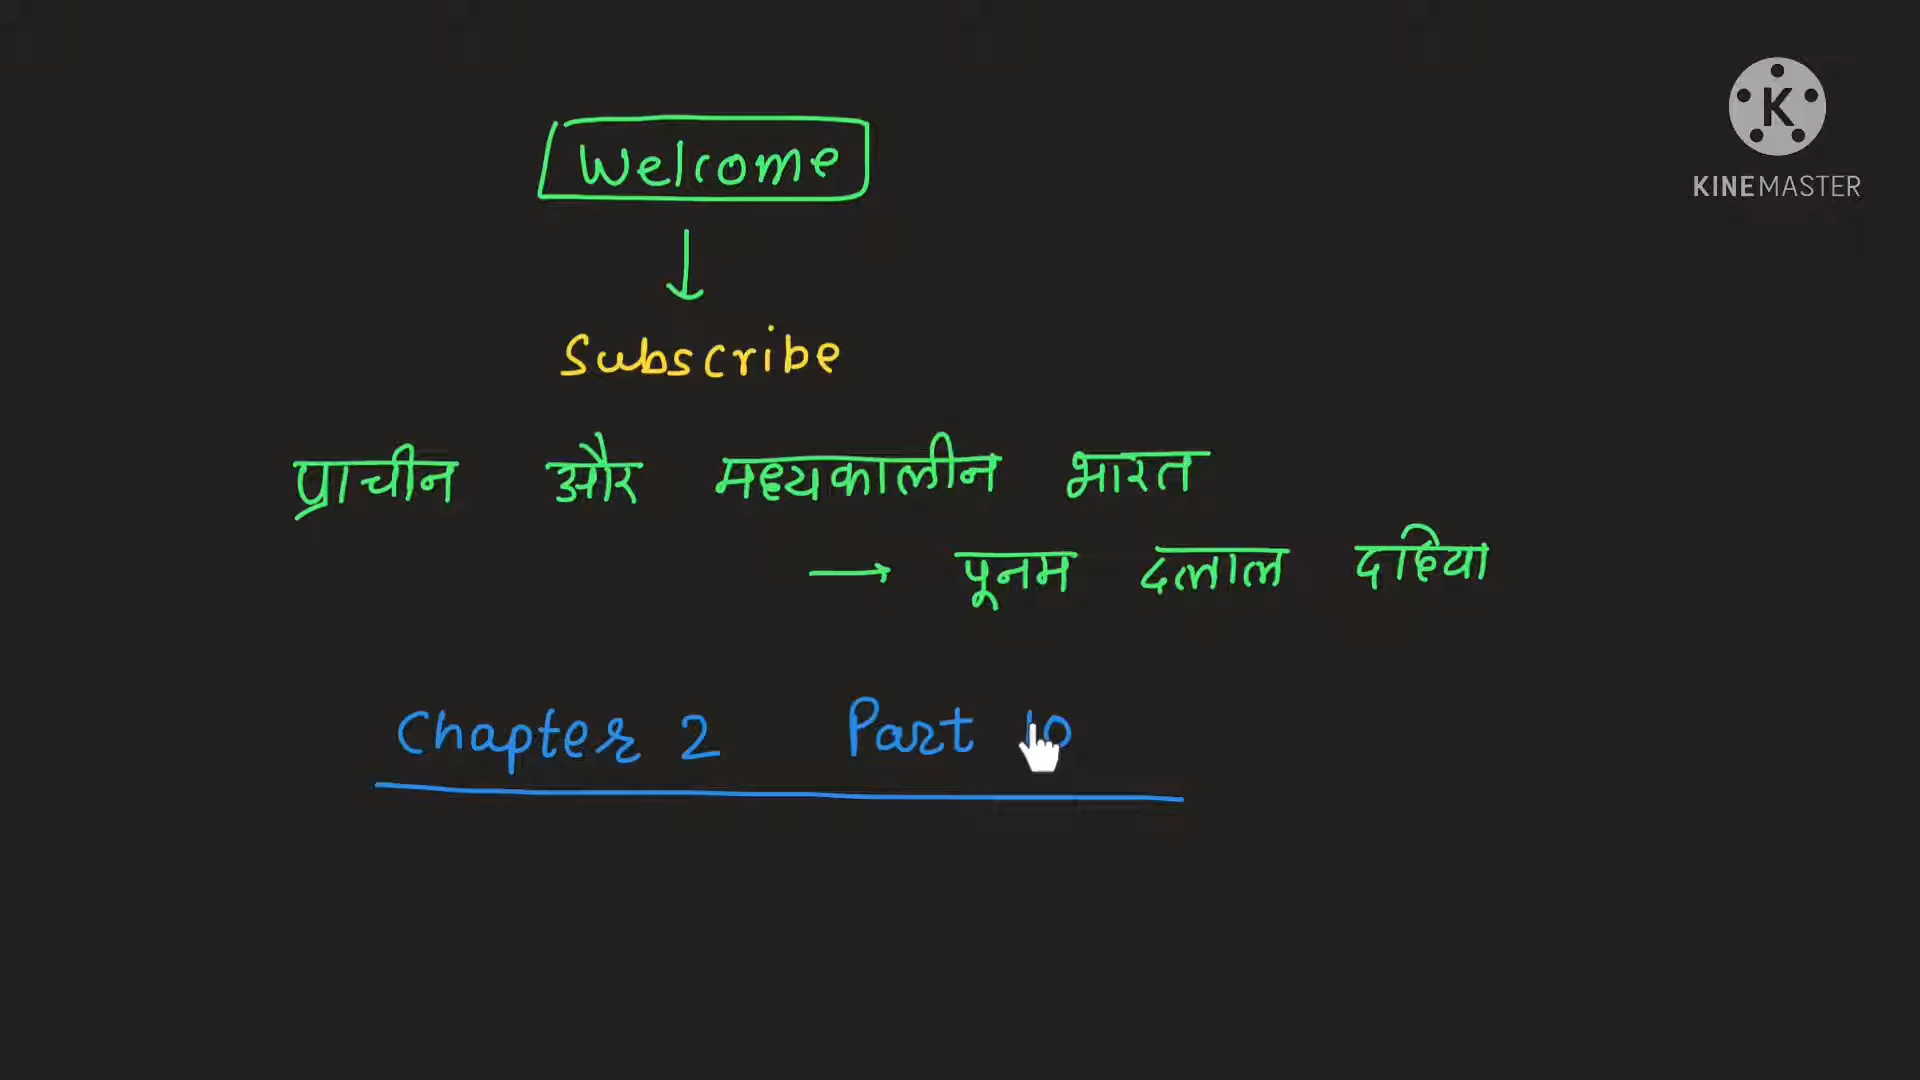 Welcome
KINEMASTER
Subscribe
प्राचीन और मध्यकालीन भारत
→ पूनम दलाल दहिया
Chapter 2 Part 10